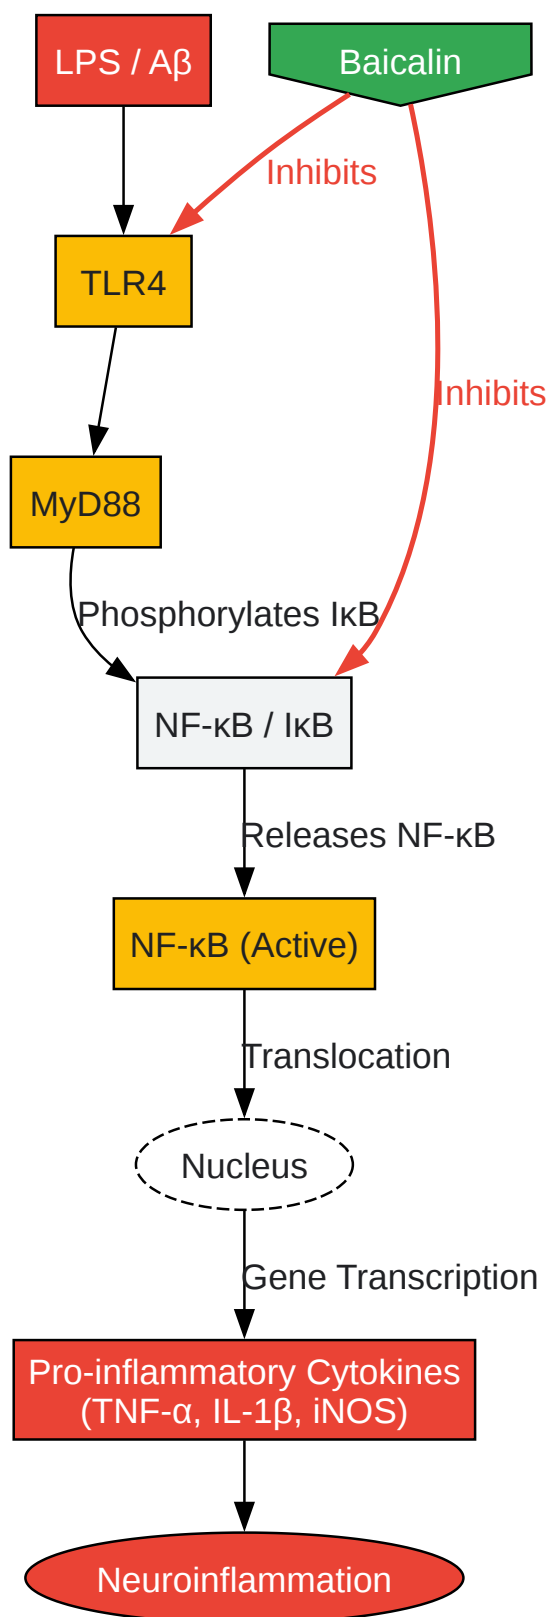 LPS / Aβ
Baicalin
Inhibits
TLR4
Inhibits
MyD88
Phosphorylates IκB
NF-κB / IκB
Releases NF-κB
NF-κB (Active)
Translocation
Nucleus
Gene Transcription
Pro-inflammatory Cytokines
(TNF-α, IL-1β, iNOS)
Neuroinflammation